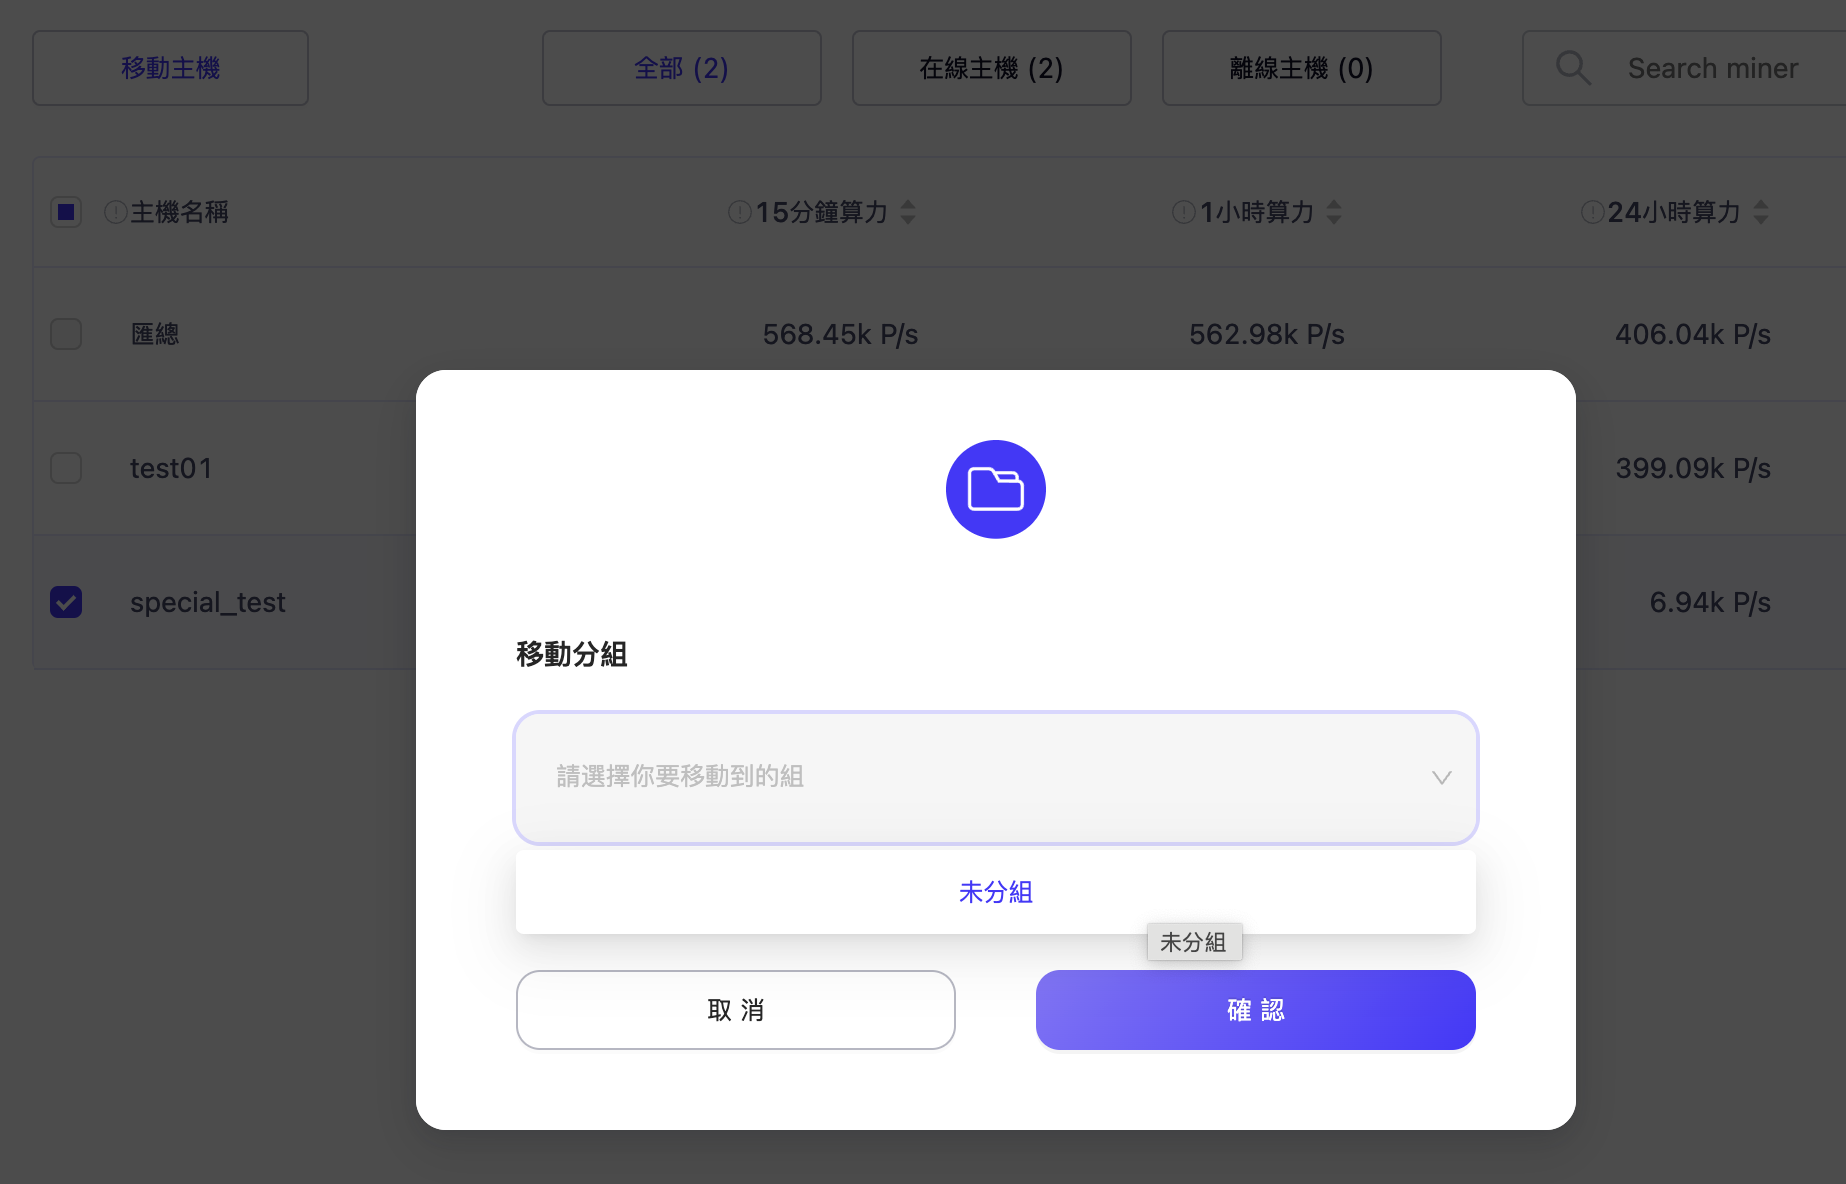 移動主機
全部 (2)
在線主機 (2)
離線主機 (0)
Search miner
主機名稱
15分鐘算力
1小時算力
24小時算力
匯總
568.45k P/s
562.98k P/s
406.04k P/s
test01
399.09k P/s
special_test
6.94k P/s
移動分組
請選擇你要移動到的組
未分組
未分組
取 消
確 認